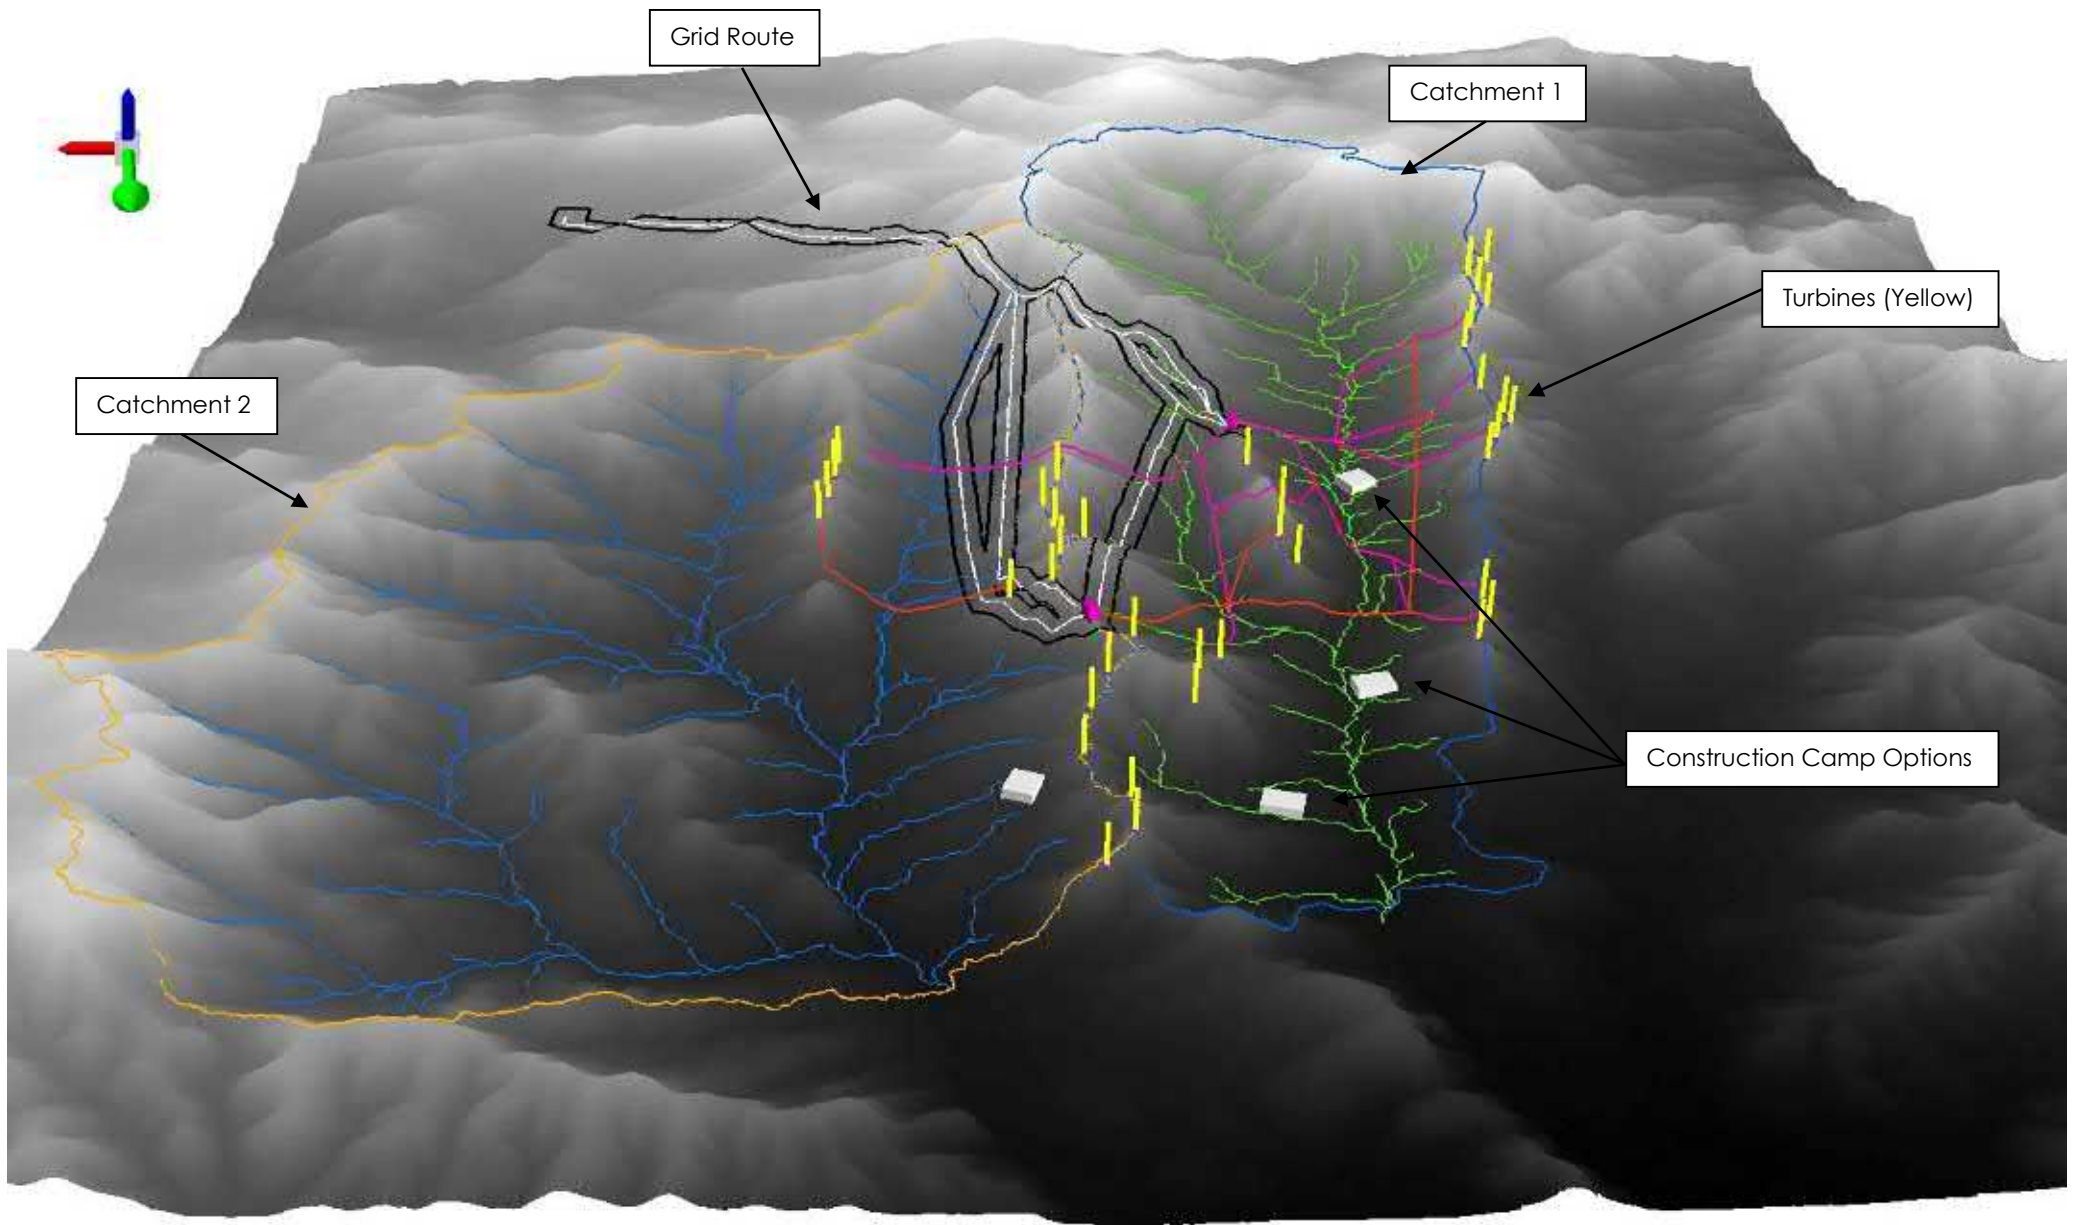 Grid Route
Catchment 1
Turbines (Yellow)
Catchment 2
Construction Camp Options